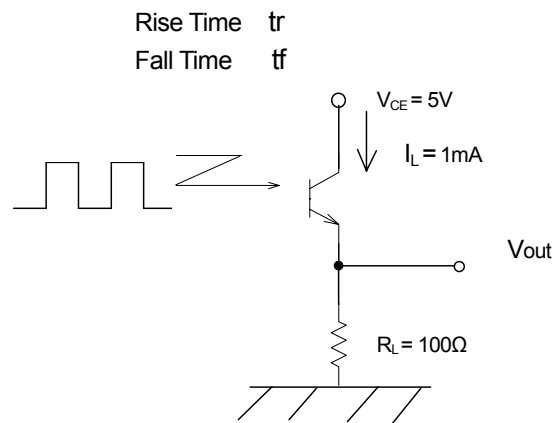 Rise Time tr
Fall Time tf
VCE = 5V
IL = 1mA
Vout
RL = 100Ω